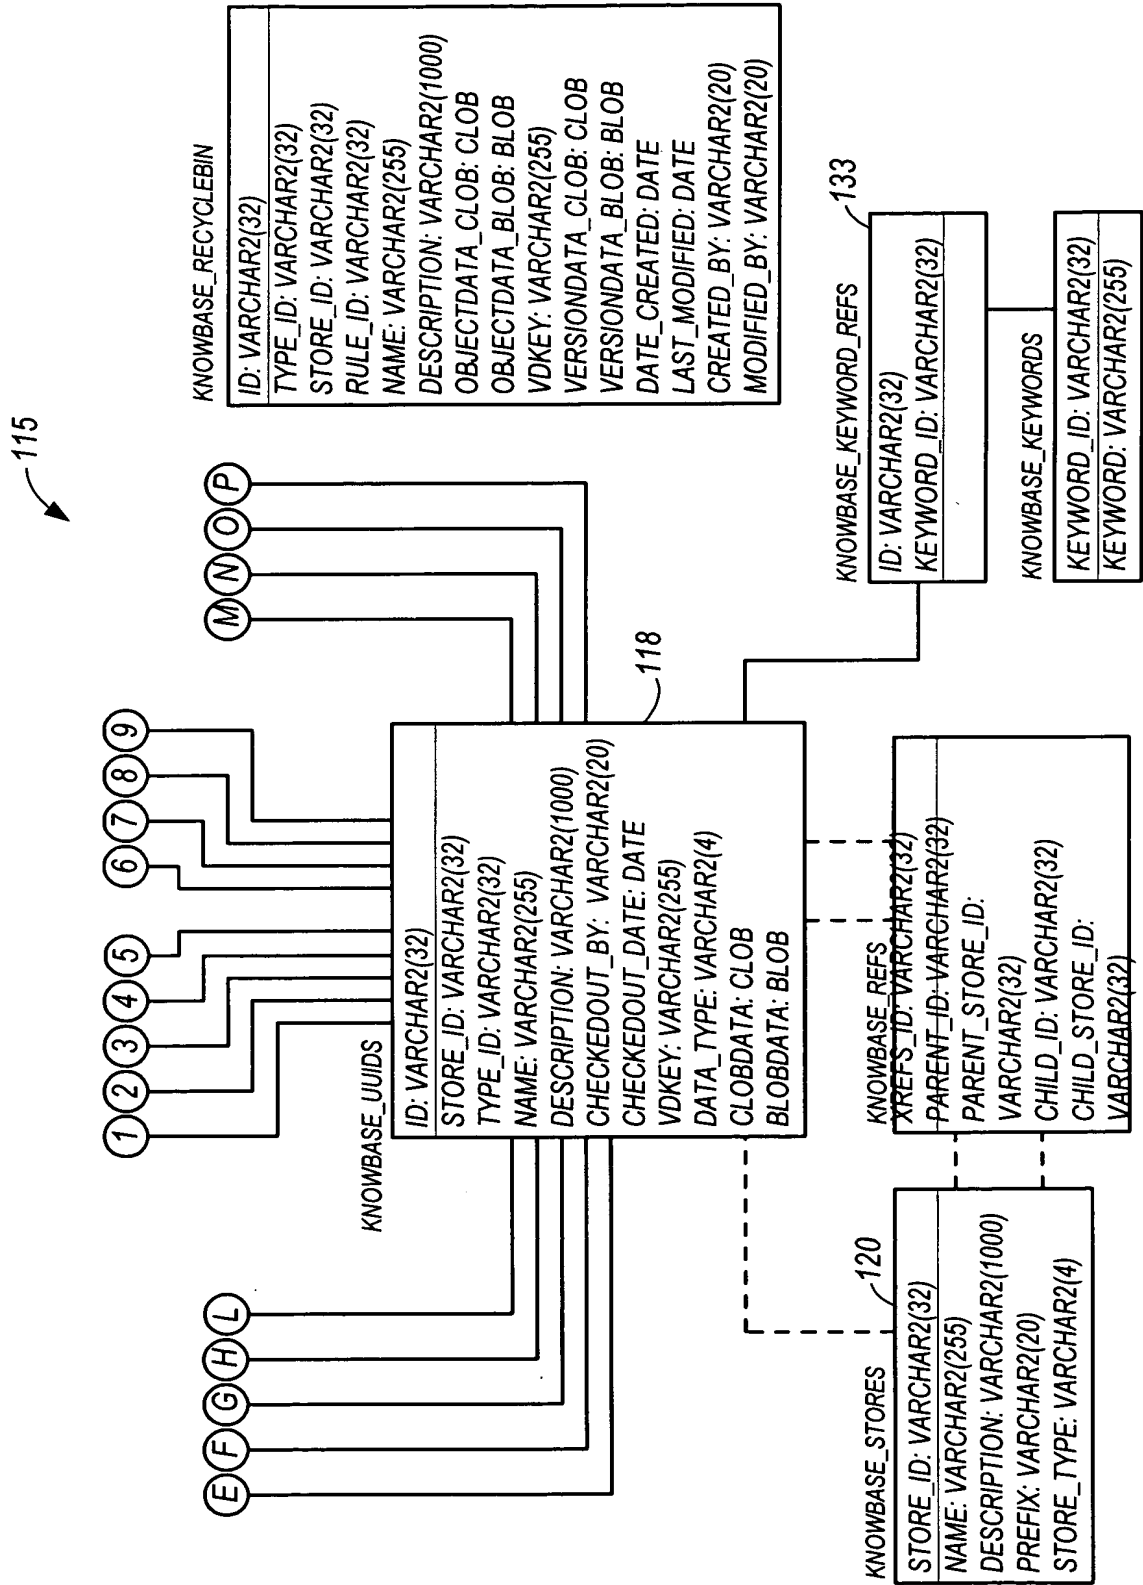 115
1
2
3
4
5
6
7
8
9
E
F
G
H
L
M
N
O
P
KNOWBASE_UUIDS
ID: VARCHAR2(32)
STORE_ID: VARCHAR2(32)
TYPE_ID: VARCHAR2(32)
NAME: VARCHAR2(255)
DESCRIPTION: VARCHAR2(1000)
CHECKEDOUT_BY: VARCHAR2(20)
CHECKEDOUT_DATE: DATE
VDKEY: VARCHAR2(255)
DATA_TYPE: VARCHAR2(4)
CLOBDATA: CLOB
BLOBDATA: BLOB
118
KNOWBASE_RECYCLEBIN
ID: VARCHAR2(32)
TYPE_ID: VARCHAR2(32)
STORE_ID: VARCHAR2(32)
RULE_ID: VARCHAR2(32)
NAME: VARCHAR2(255)
DESCRIPTION: VARCHAR2(1000)
OBJECTDATA_CLOB: CLOB
OBJECTDATA_BLOB: BLOB
VDKEY: VARCHAR2(255)
VERSIONDATA_CLOB: CLOB
VERSIONDATA_BLOB: BLOB
DATE_CREATED: DATE
LAST_MODIFIED: DATE
CREATED_BY: VARCHAR2(20)
MODIFIED_BY: VARCHAR2(20)
KNOWBASE_STORES
120
STORE_ID: VARCHAR2(32)
NAME: VARCHAR2(255)
DESCRIPTION: VARCHAR2(1000)
PREFIX: VARCHAR2(20)
STORE_TYPE: VARCHAR2(4)
KNOWBASE_REFS
XREFS_ID: VARCHAR2(32)
PARENT_ID: VARCHAR2(32)
PARENT_STORE_ID:
VARCHAR2(32)
CHILD_ID: VARCHAR2(32)
CHILD_STORE_ID:
VARCHAR2(32)
KNOWBASE_KEYWORD_REFS
133
ID: VARCHAR2(32)
KEYWORD_ID: VARCHAR2(32)
KNOWBASE_KEYWORDS
KEYWORD_ID: VARCHAR2(32)
KEYWORD: VARCHAR2(255)